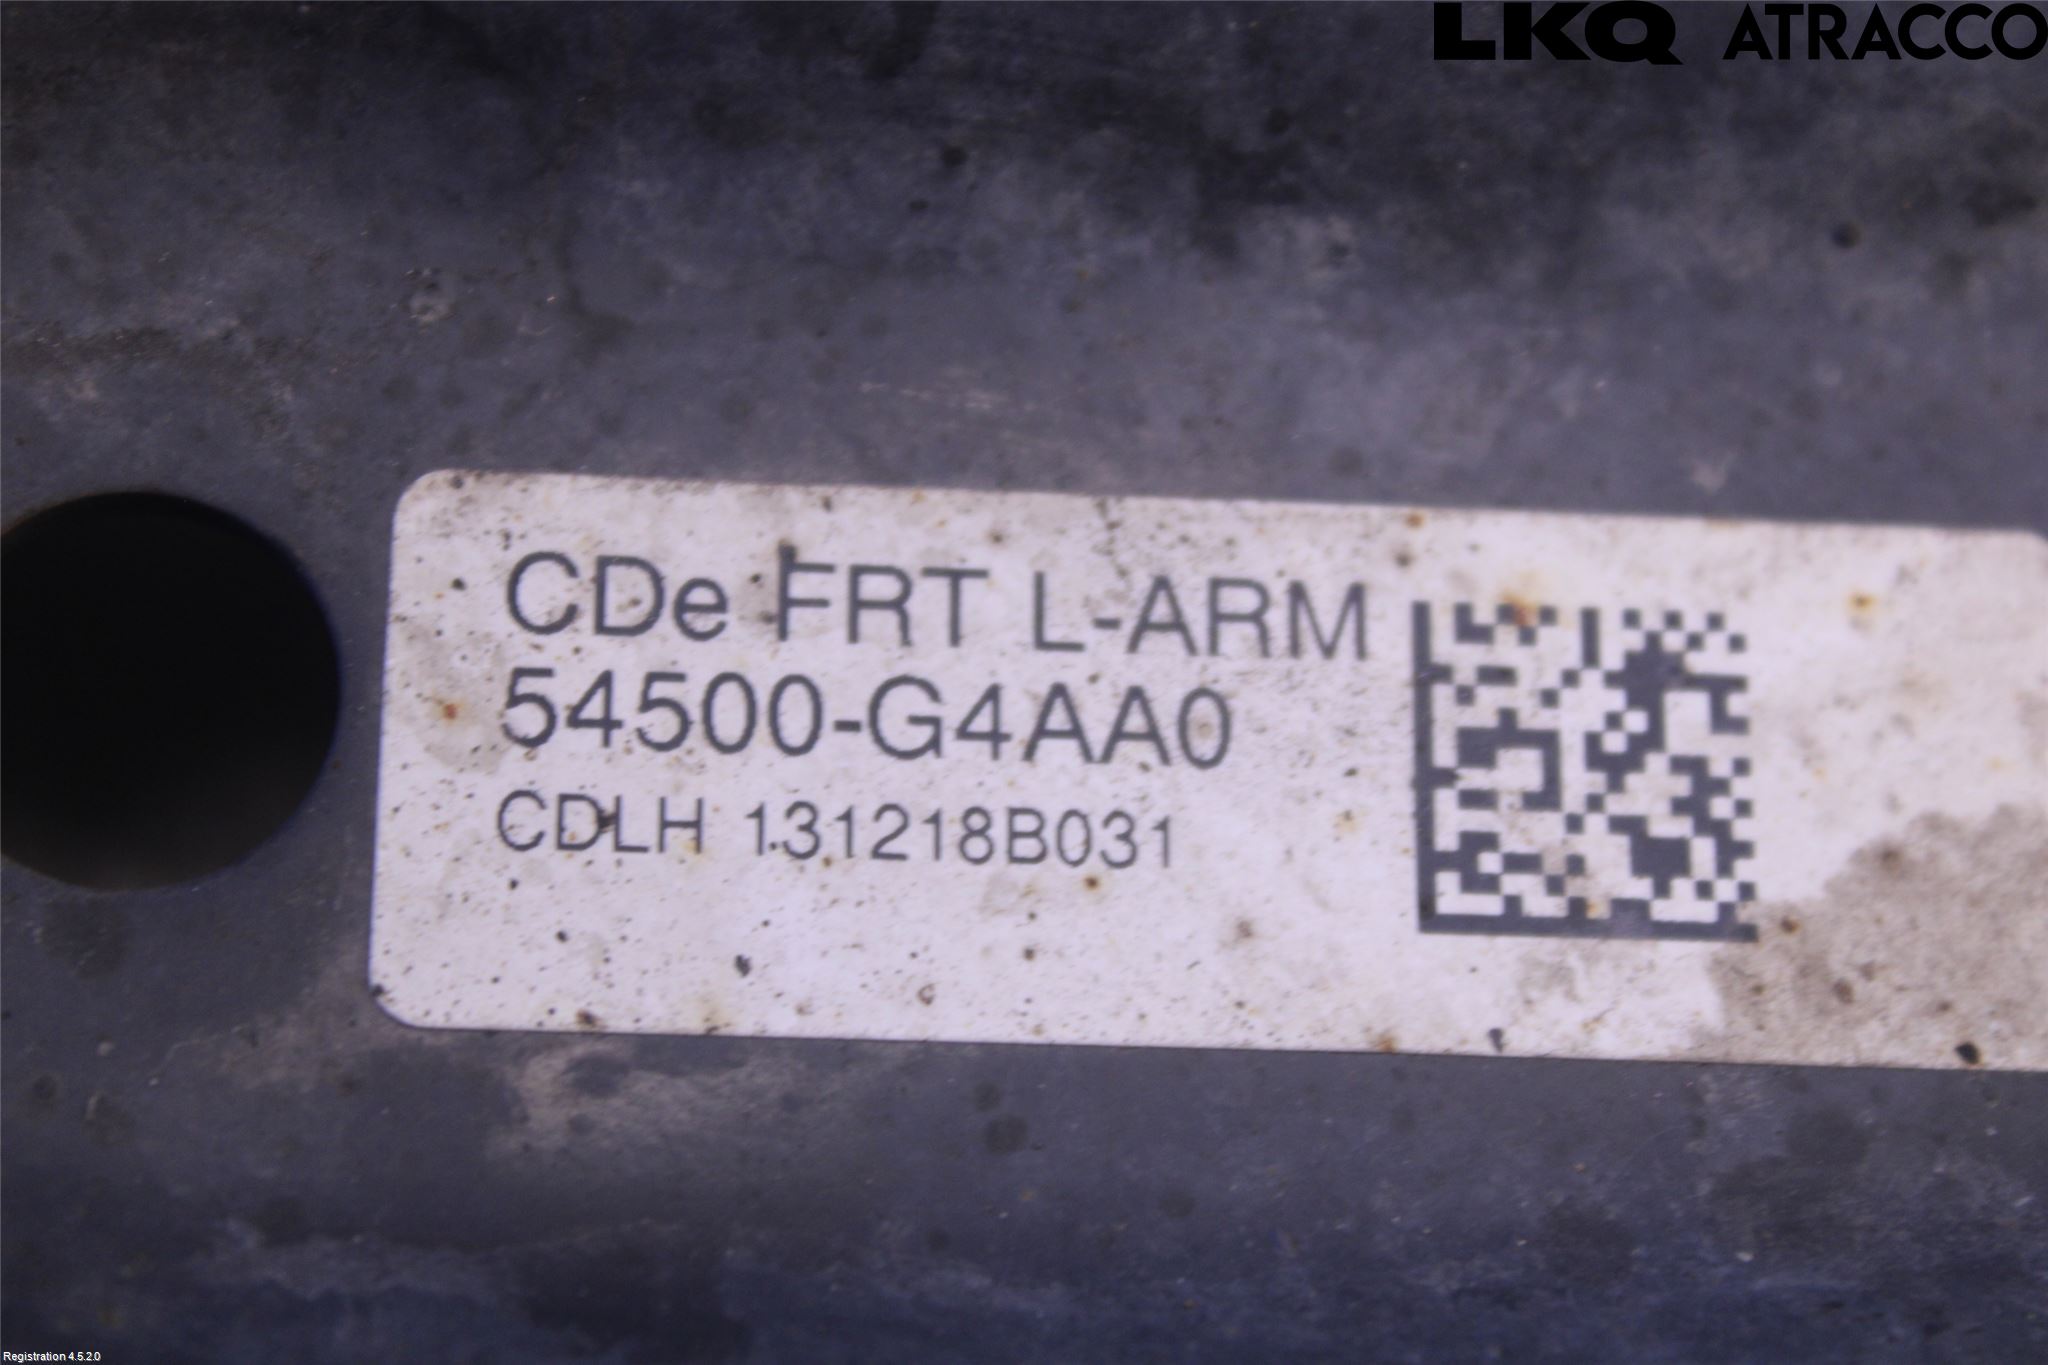 LKQ ATRACCO
CDe FRT L-ARM
54500-G4AA0
CDLH 131218B031
Registration 4.5.2.0